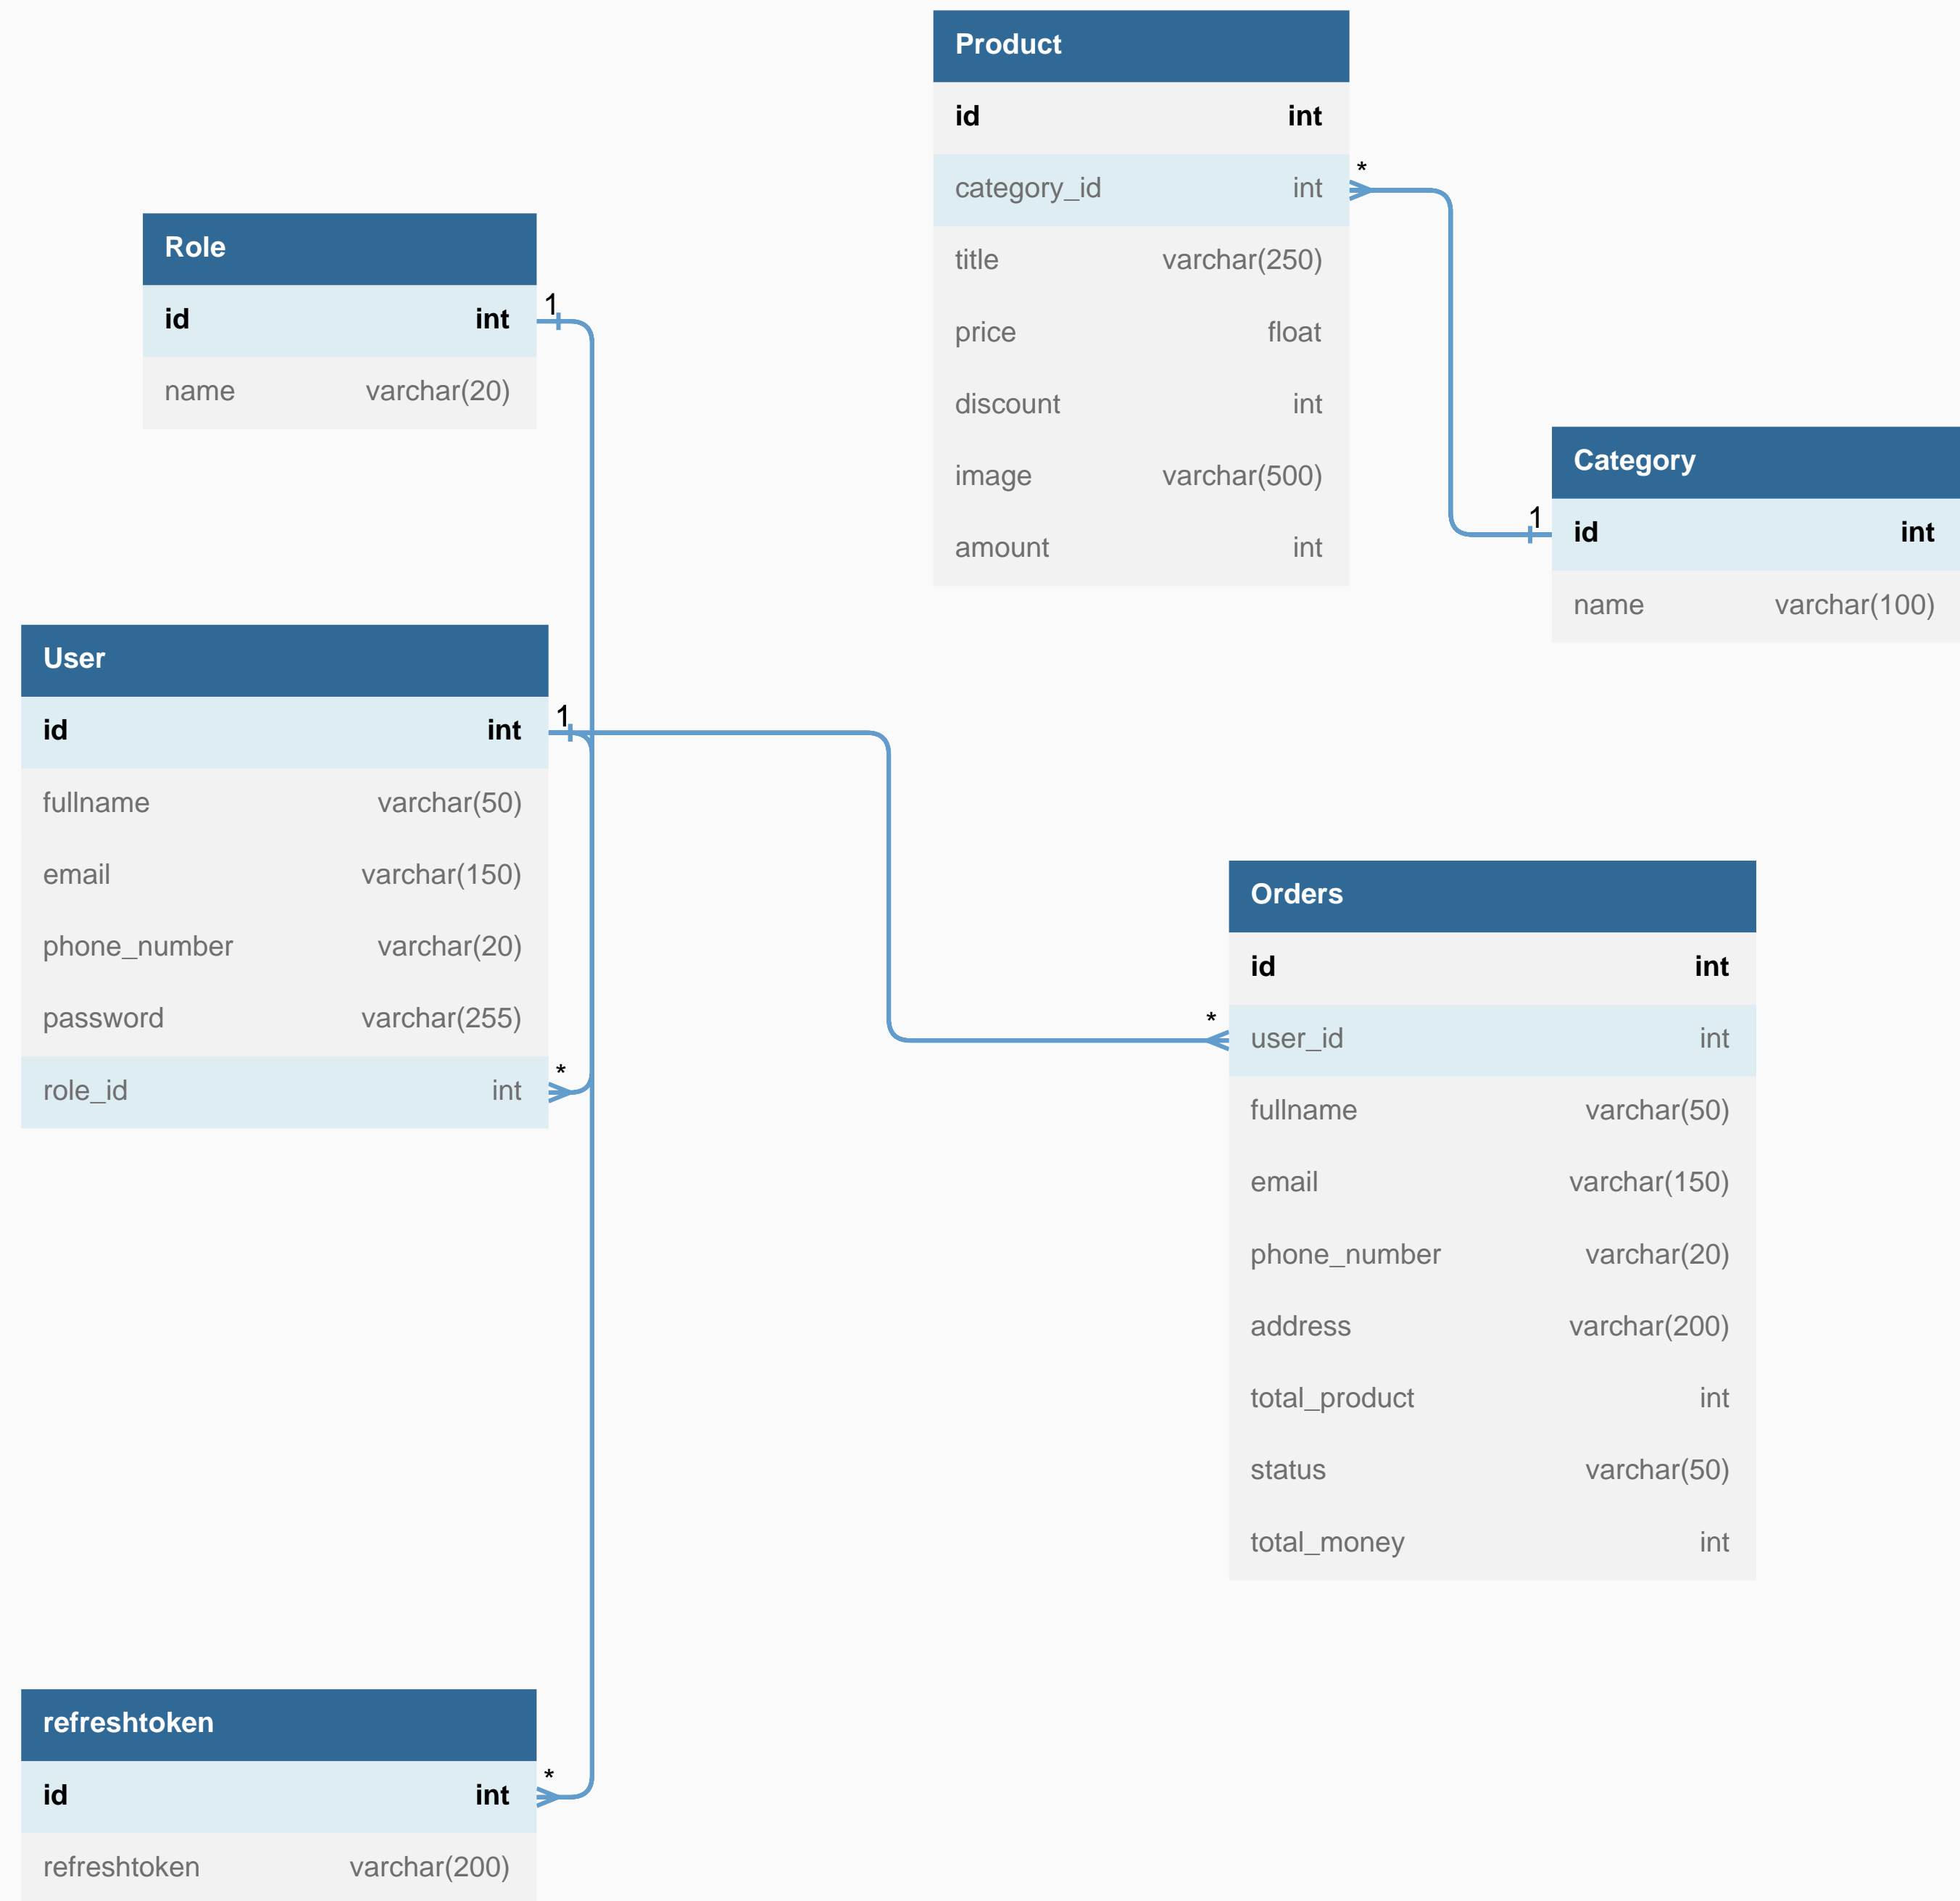 Product
id int
category_id int
title varchar(250)
price float
discount int
image varchar(500)
amount int
*
1
Role
id int
name varchar(20)
1
Category
id int
name varchar(100)
User
id int
fullname varchar(50)
email varchar(150)
phone_number varchar(20)
password varchar(255)
role_id int
1
*
Orders
id int
user_id int
fullname varchar(50)
email varchar(150)
phone_number varchar(20)
address varchar(200)
total_product int
status varchar(50)
total_money int
*
refreshtoken
id int
refreshtoken varchar(200)
*